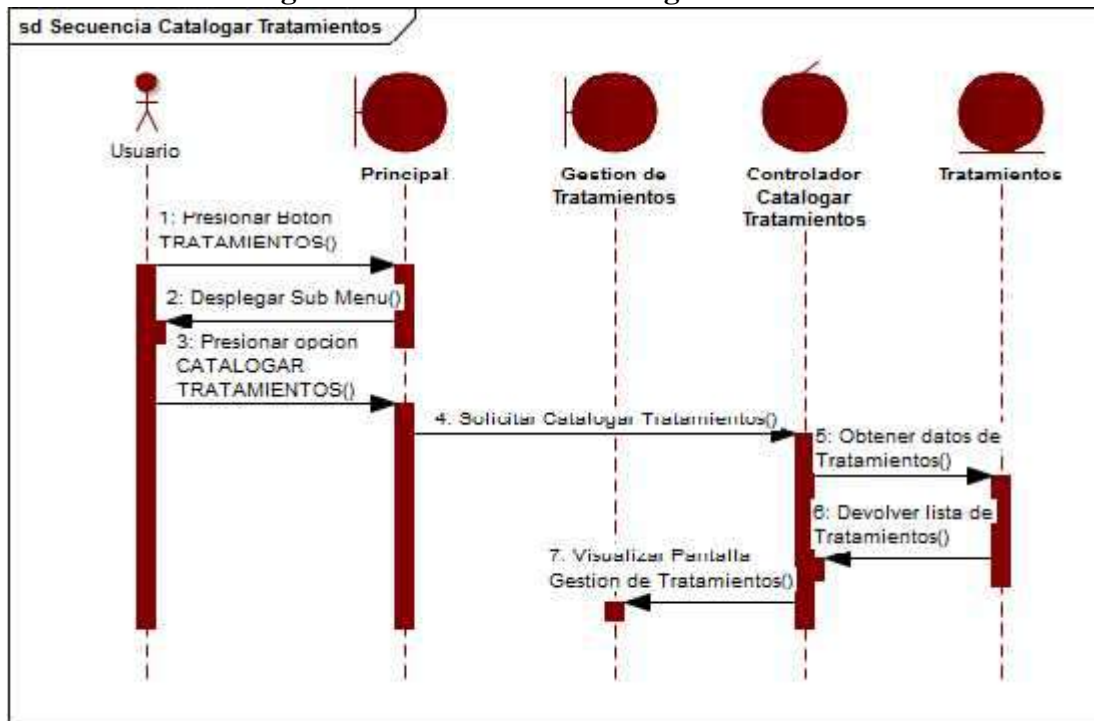 sd Secuencia Catalogar Tratamientos
Usuario
Principal
Gestion de
Tratamientos
Controlador
Catalogar
Tratamientos
Tratamientos
1: Presionar Boton
TRATAMIENTOS()
2: Desplegar Sub Menu()
3: Presionar opcion
CATALOGAR
TRATAMIENTOS()
4. Solicitar Catalogar Tratamientos()
5: Obtener datos de
Tratamientos()
6: Devolver lista de
Tratamientos()
7. Visualizar Pantalla
Gestion de Tratamientos()